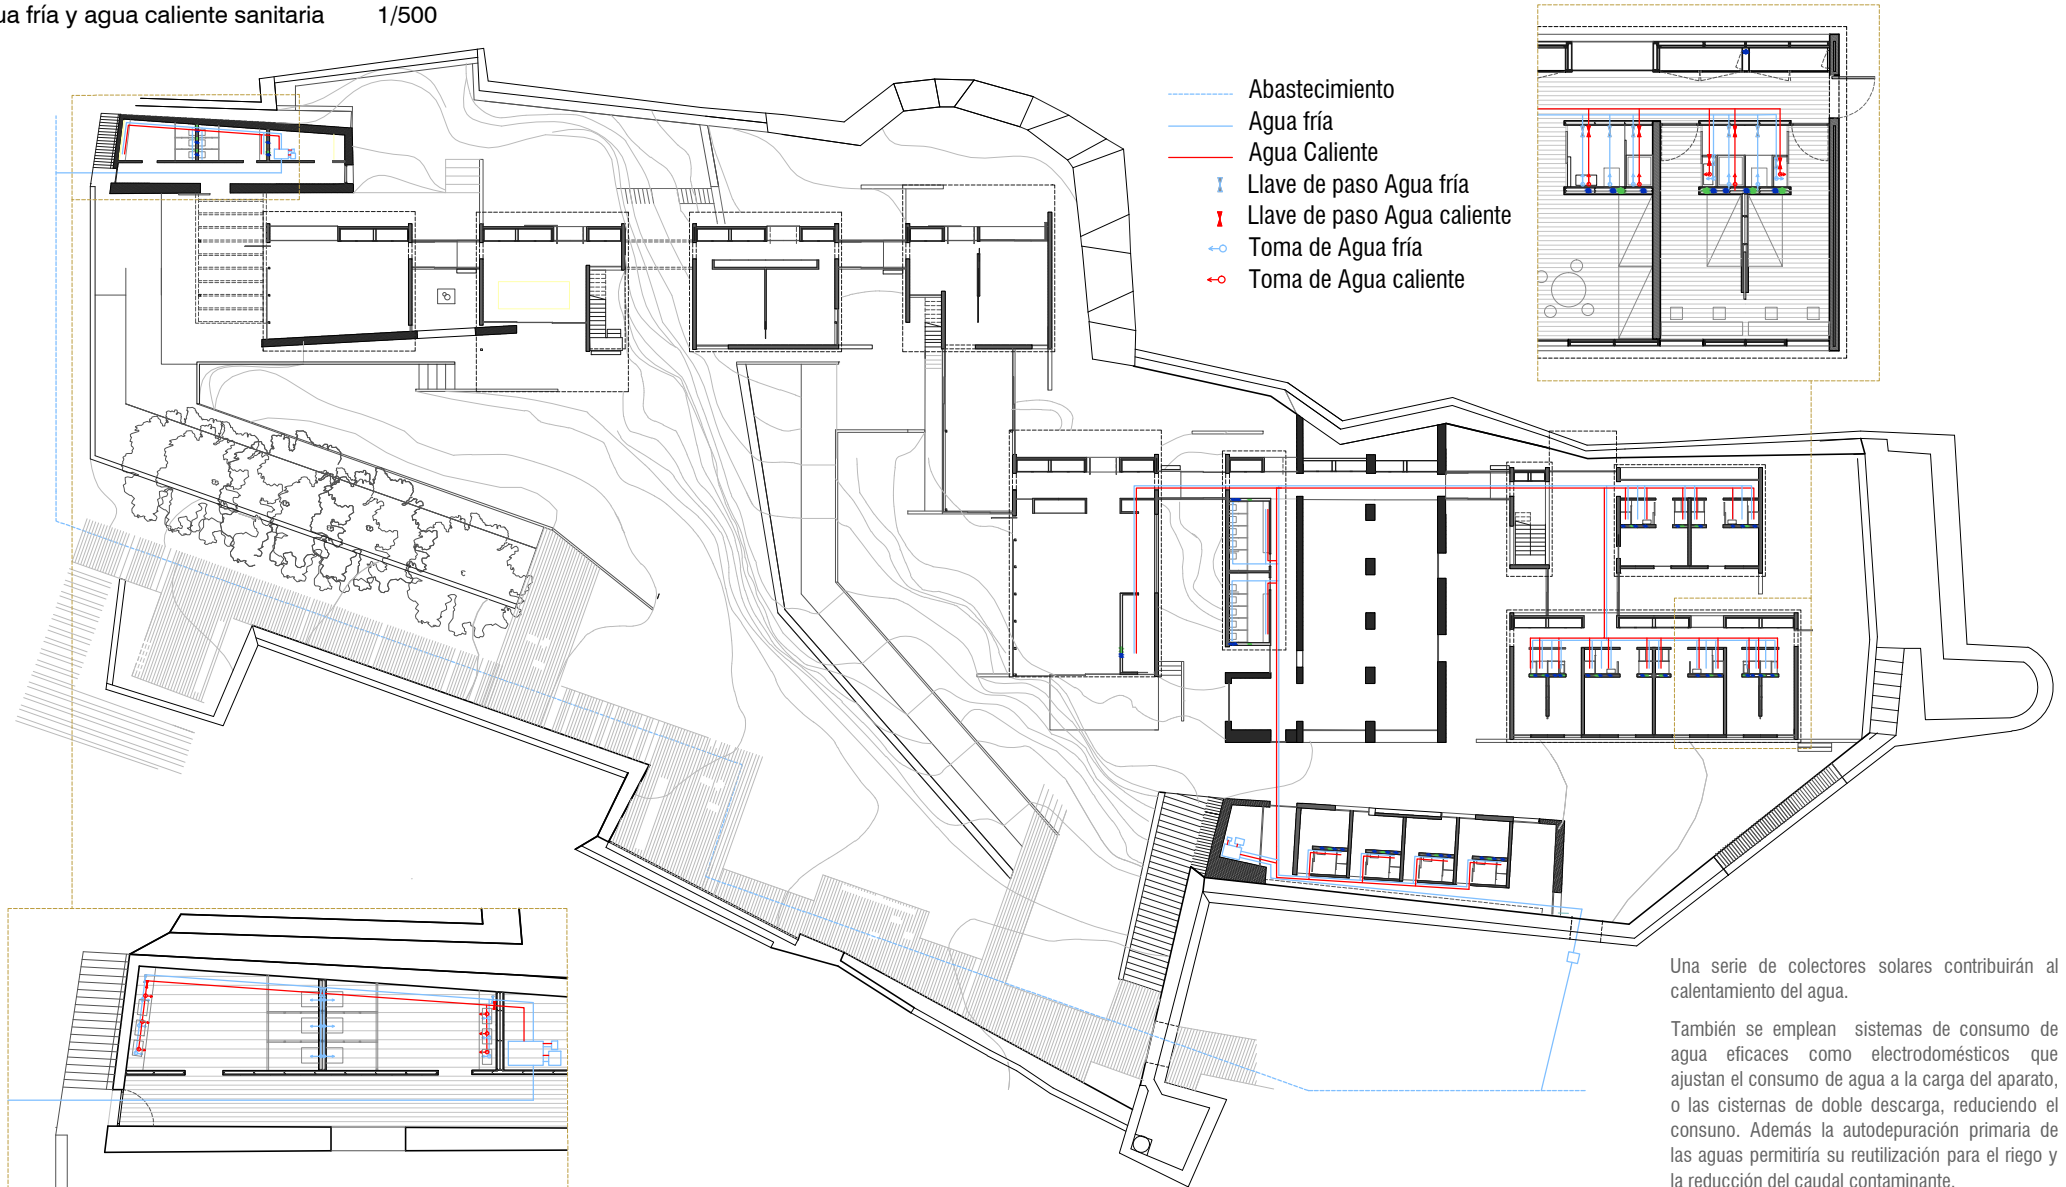 ua fría y agua caliente sanitaria 1/500
Abastecimiento
Agua fría
Agua Caliente
Llave de paso Agua fría
Llave de paso Agua caliente
Toma de Agua fría
Toma de Agua caliente
Una serie de colectores solares contribuirán al
calentamiento del agua.
También se emplean sistemas de consumo de
agua eficaces como electrodomésticos que
ajustan el consumo de agua a la carga del aparato,
o las cisternas de doble descarga, reduciendo el
consuno. Además la autodepuración primaria de
las aguas permitiría su reutilización para el riego y
la reducción del caudal contaminante.